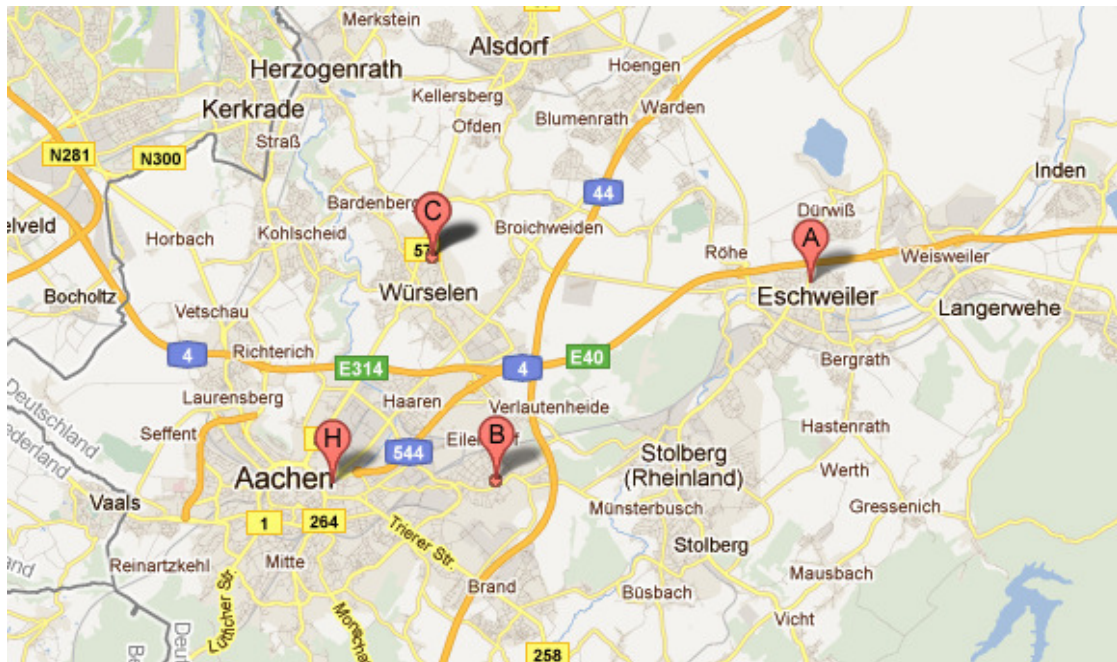 Merkstein
Alsdorf
Hoengen
Herzogenrath
Kellersberg
Warden
Kerkrade
Blumenrath
Ofden
Straß
N281
N300
Inden
44
Bardenberg
C
Dürwiß
Broichweiden
A
Horbach
Kohlscheid
57
Röhe
Weisweiler
Bocholtz
Würselen
Eschweiler
Langerwehe
Vetschau
4
Richterich
E314
4
E40
Bergrath
Laurensberg
Haaren
Verlautenheide
Deutschland
Seffent
H
B
Hastenrath
544
Stolberg
(Rheinland)
Aachen
Werth
Vaals
Gressenich
Münsterbusch
1
264
Trierer Str.
Stolberg
Reinartzkehl
Mitte
Mausbach
Brand
Büsbach
Lütticher Str.
Vicht
258